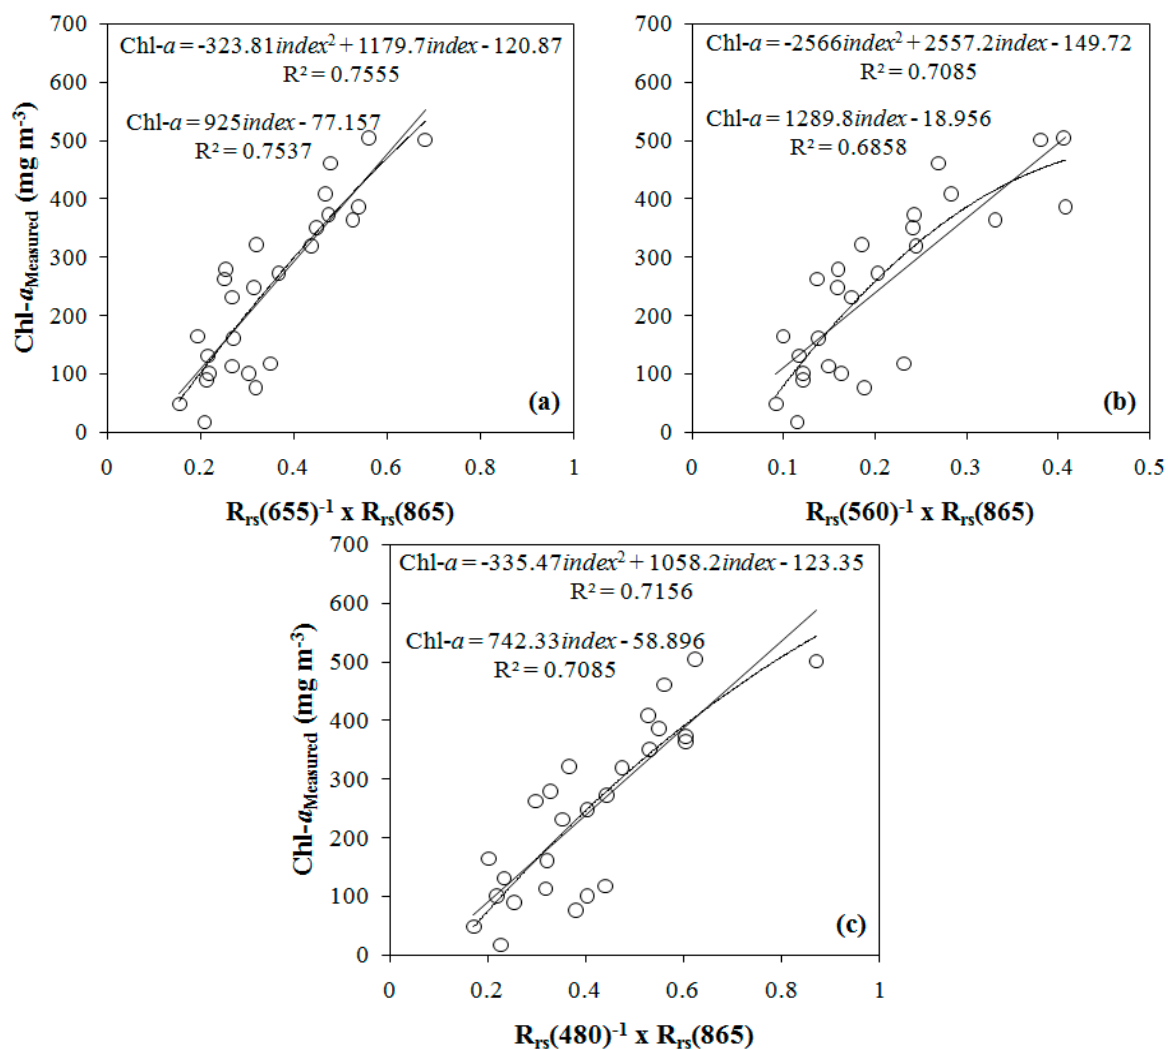 700
600
500
400
300
200
100
0
Chl-a_Measured (mg m⁻³)
Chl-a = -323.81index² + 1179.7index - 120.87
R² = 0.7555
Chl-a = 925index - 77.157
R² = 0.7537
(a)
0 0.2 0.4 0.6 0.8 1
Rrs(655)⁻¹ x Rrs(865)
700
600
500
400
300
200
100
0
Chl-a = -2566index² + 2557.2index - 149.72
R² = 0.7085
Chl-a = 1289.8index - 18.956
R² = 0.6858
(b)
0 0.1 0.2 0.3 0.4 0.5
Rrs(560)⁻¹ x Rrs(865)
700
600
500
400
300
200
100
0
Chl-a_Measured (mg m⁻³)
Chl-a = -335.47index² + 1058.2index - 123.35
R² = 0.7156
Chl-a = 742.33index - 58.896
R² = 0.7085
(c)
0 0.2 0.4 0.6 0.8 1
Rrs(480)⁻¹ x Rrs(865)